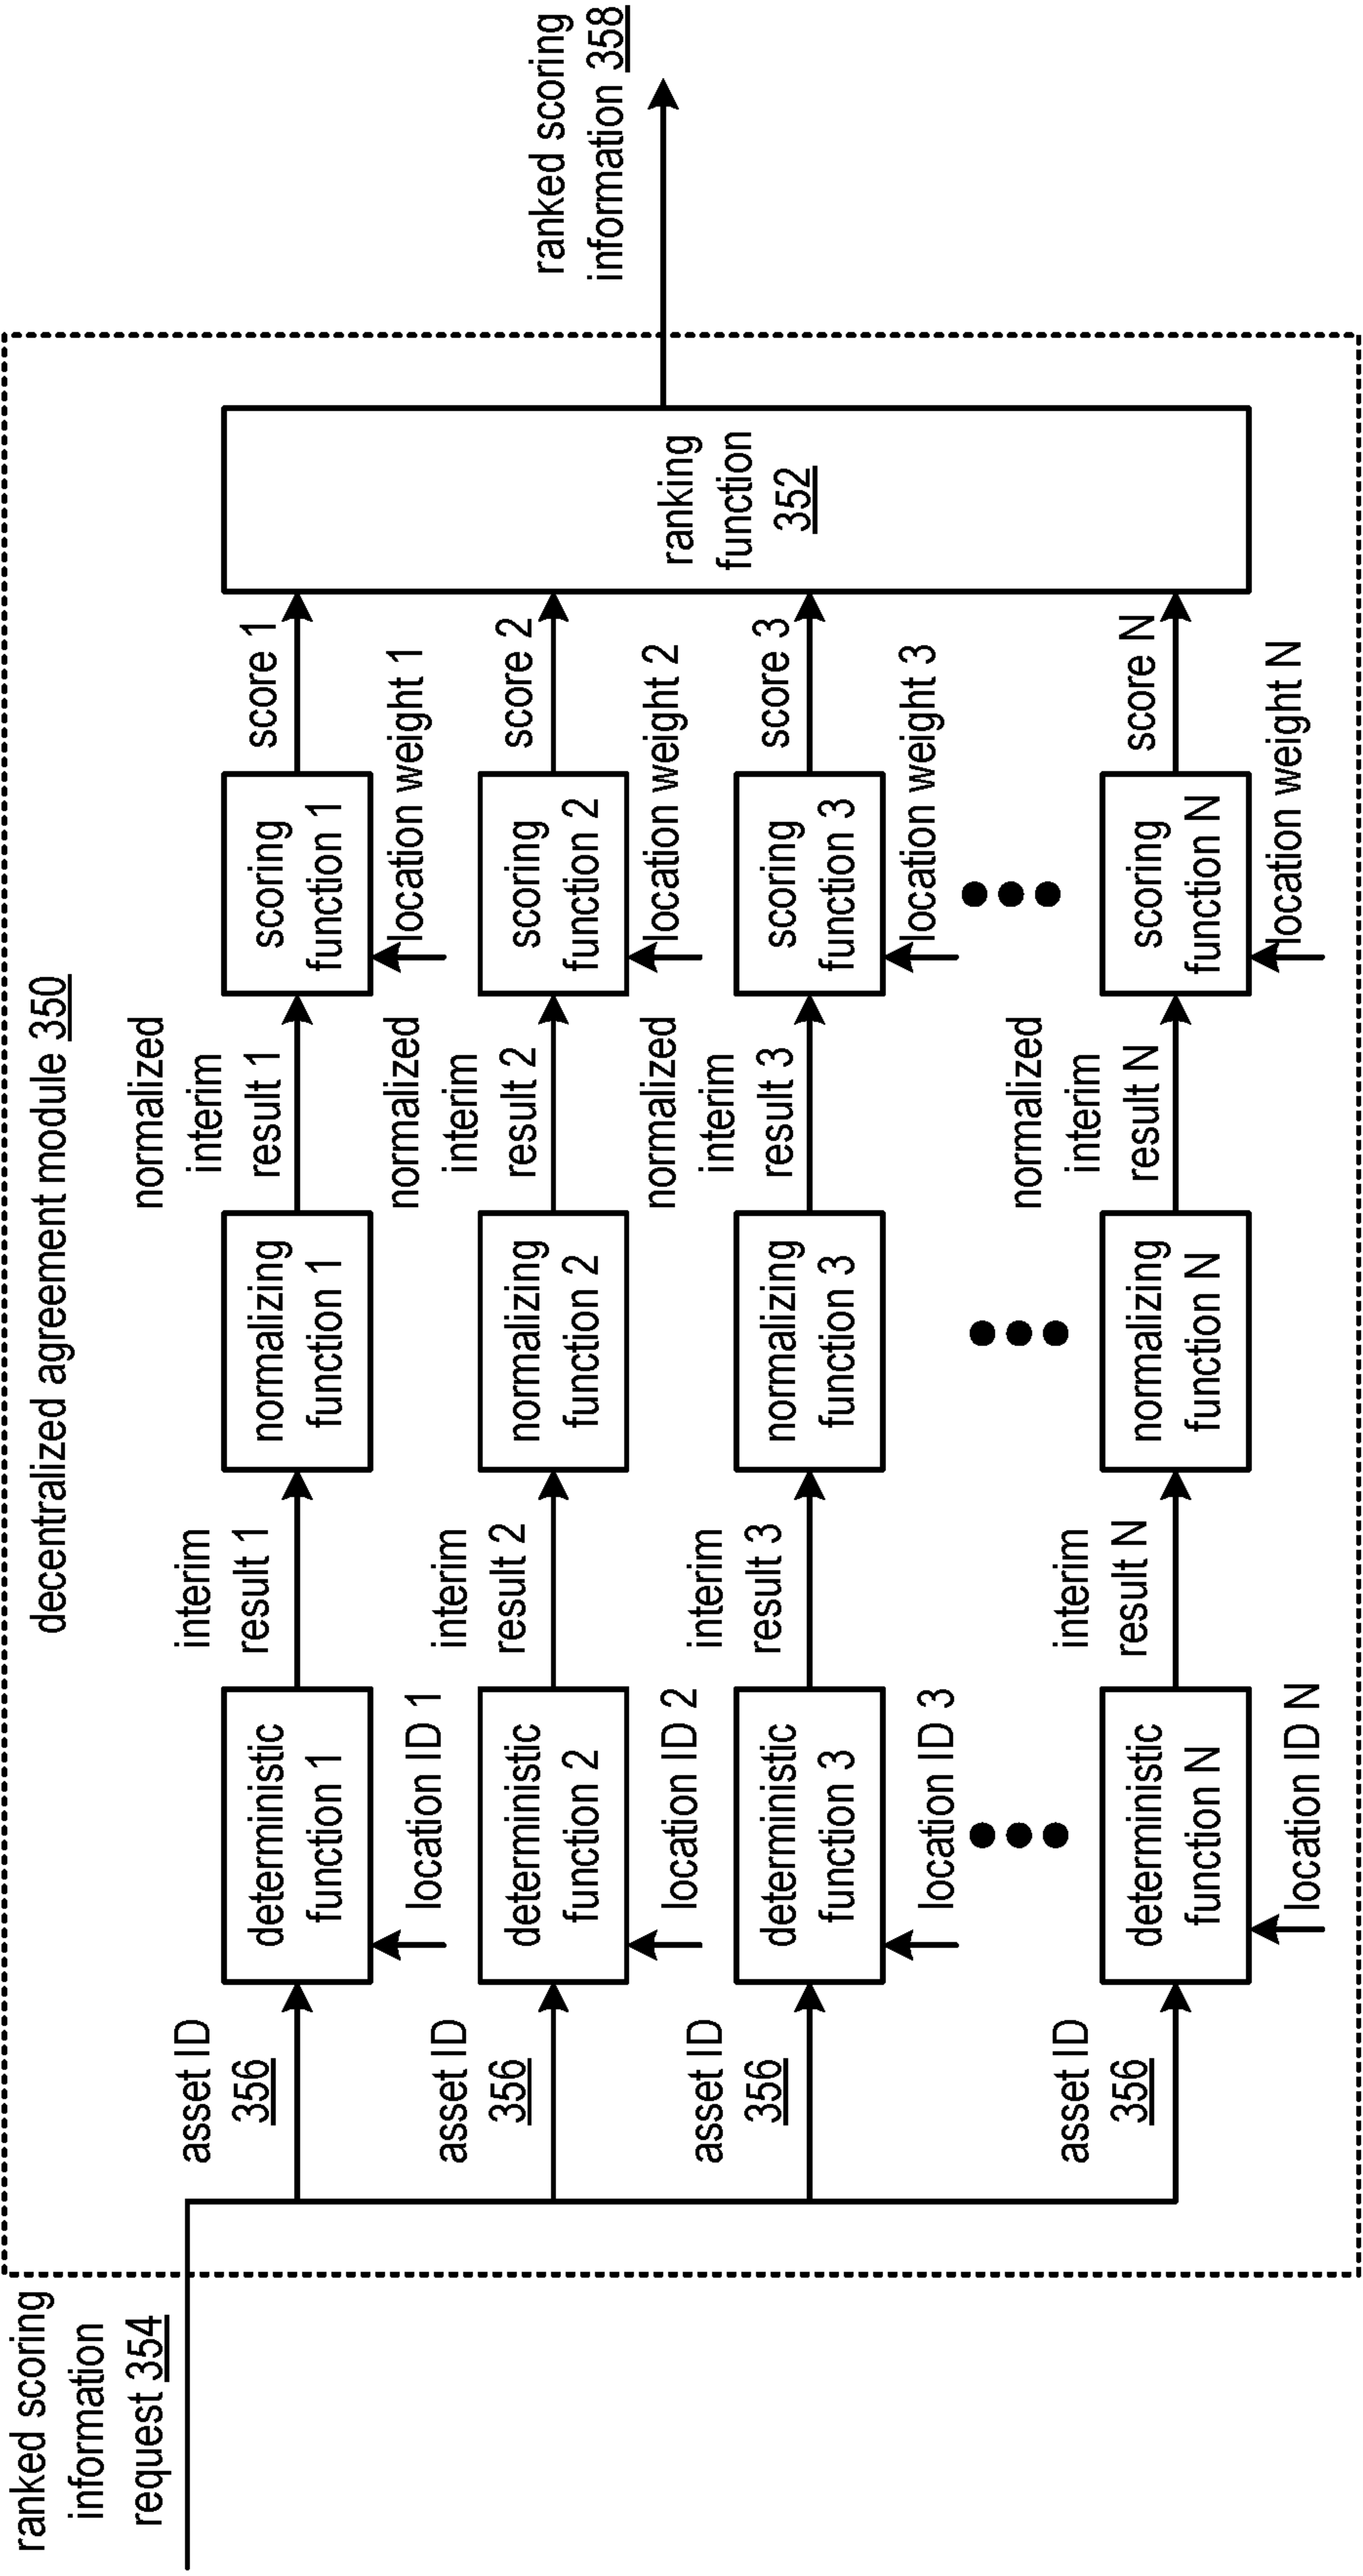 decentralized agreement module 350
ranked scoring
information
request 354
asset ID
356
deterministic
function 1
location ID 1
interim
result 1
normalizing
function 1
normalized
interim
result 1
scoring
function 1
location weight 1
score 1
asset ID
356
deterministic
function 2
location ID 2
interim
result 2
normalizing
function 2
normalized
interim
result 2
scoring
function 2
location weight 2
score 2
asset ID
356
deterministic
function 3
location ID 3
interim
result 3
normalizing
function 3
normalized
interim
result 3
scoring
function 3
location weight 3
score 3
asset ID
356
deterministic
function N
location ID N
interim
result N
normalizing
function N
normalized
interim
result N
scoring
function N
location weight N
score N
ranking
function
352
ranked scoring
information 358